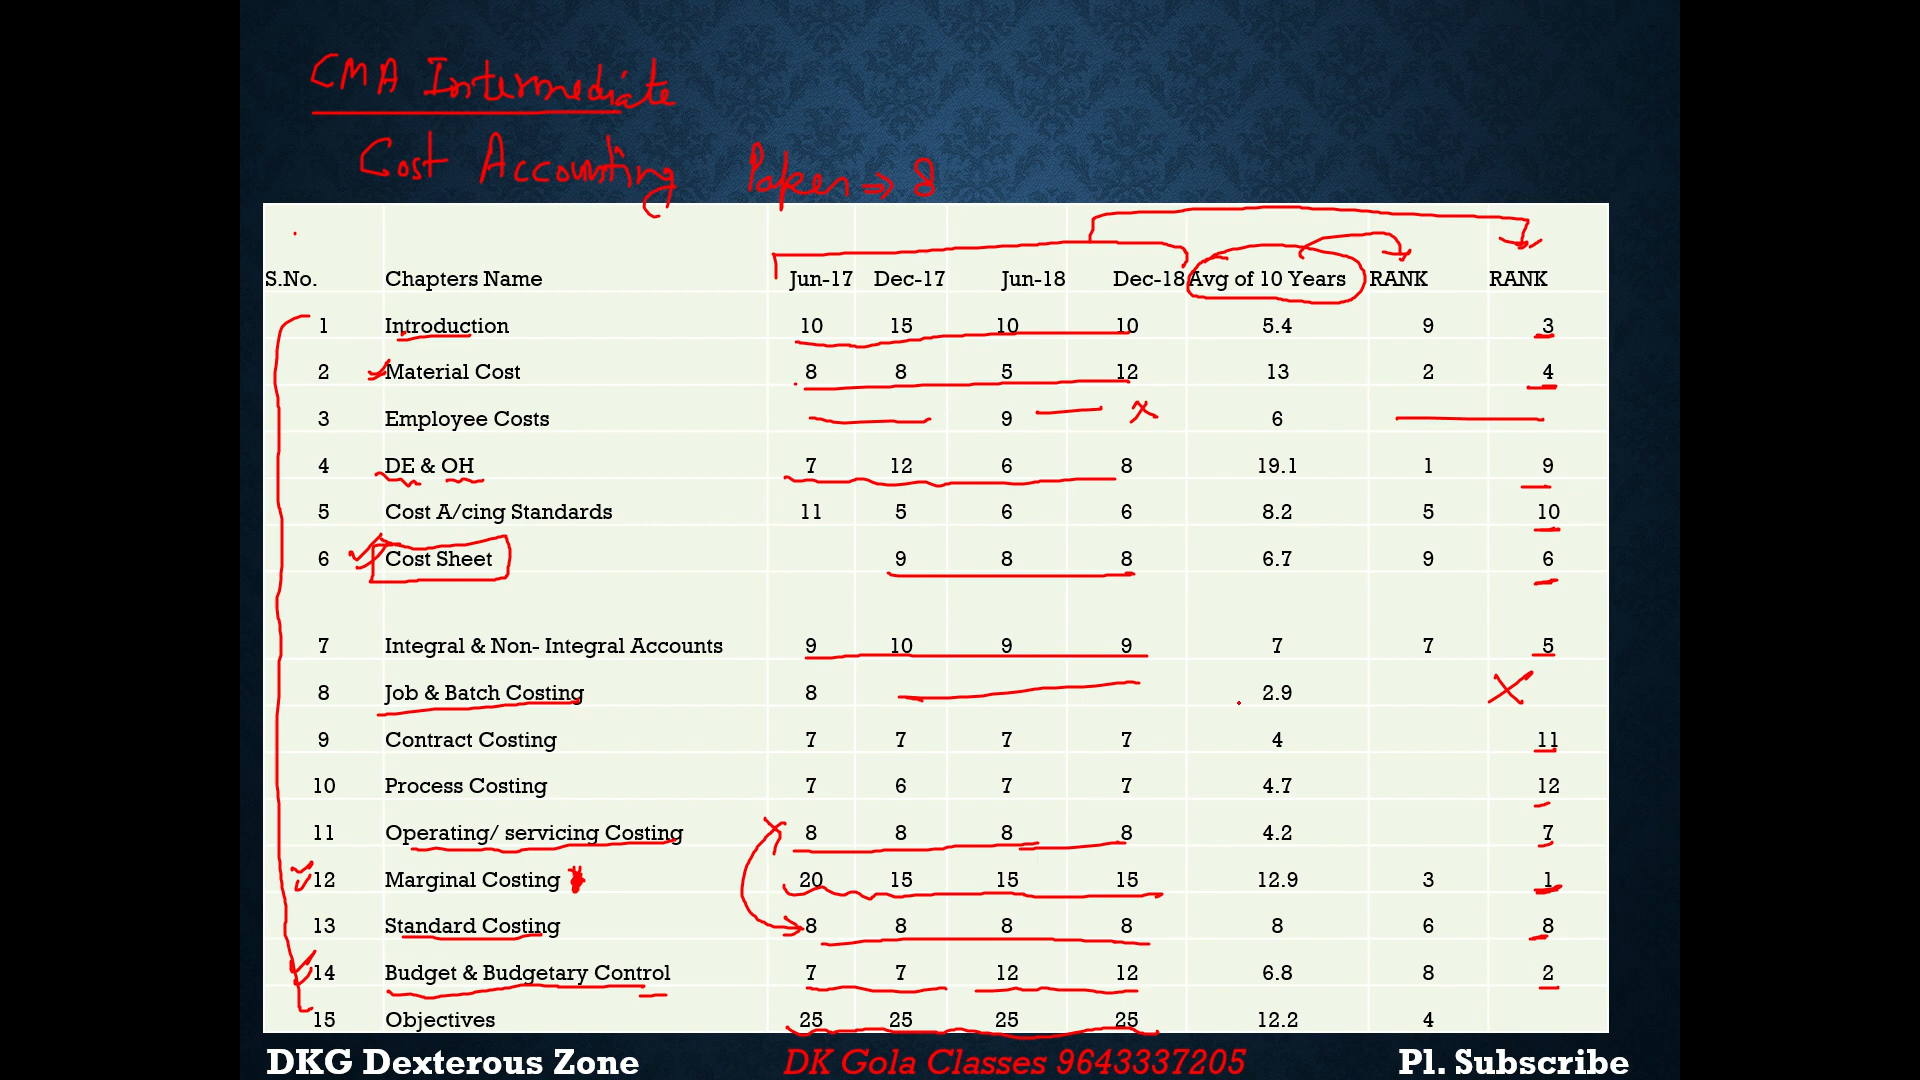 CMA Intermediate
Cost Accounting Paper ⇒ 8
S.No. Chapters Name Jun-17 Dec-17 Jun-18 Dec-18 Avg of 10 Years RANK RANK
1 Introduction 10 15 10 10 5.4 9 3
2 Material Cost 8 8 5 12 13 2 4
3 Employee Costs 9 6
4 DE & OH 7 12 6 8 19.1 1 9
5 Cost A/cing Standards 11 5 6 6 8.2 5 10
6 Cost Sheet 9 8 8 6.7 9 6
7 Integral & Non- Integral Accounts 9 10 9 9 7 7 5
8 Job & Batch Costing 8 2.9
9 Contract Costing 7 7 7 7 4 11
10 Process Costing 7 6 7 7 4.7 12
11 Operating/ servicing Costing 8 8 8 8 4.2 7
12 Marginal Costing 20 15 15 15 12.9 3 1
13 Standard Costing 8 8 8 8 8 6 8
14 Budget & Budgetary Control 7 7 12 12 6.8 8 2
15 Objectives 25 25 25 25 12.2 4
DKG Dexterous Zone DK Gola Classes 9643337205 Pl. Subscribe